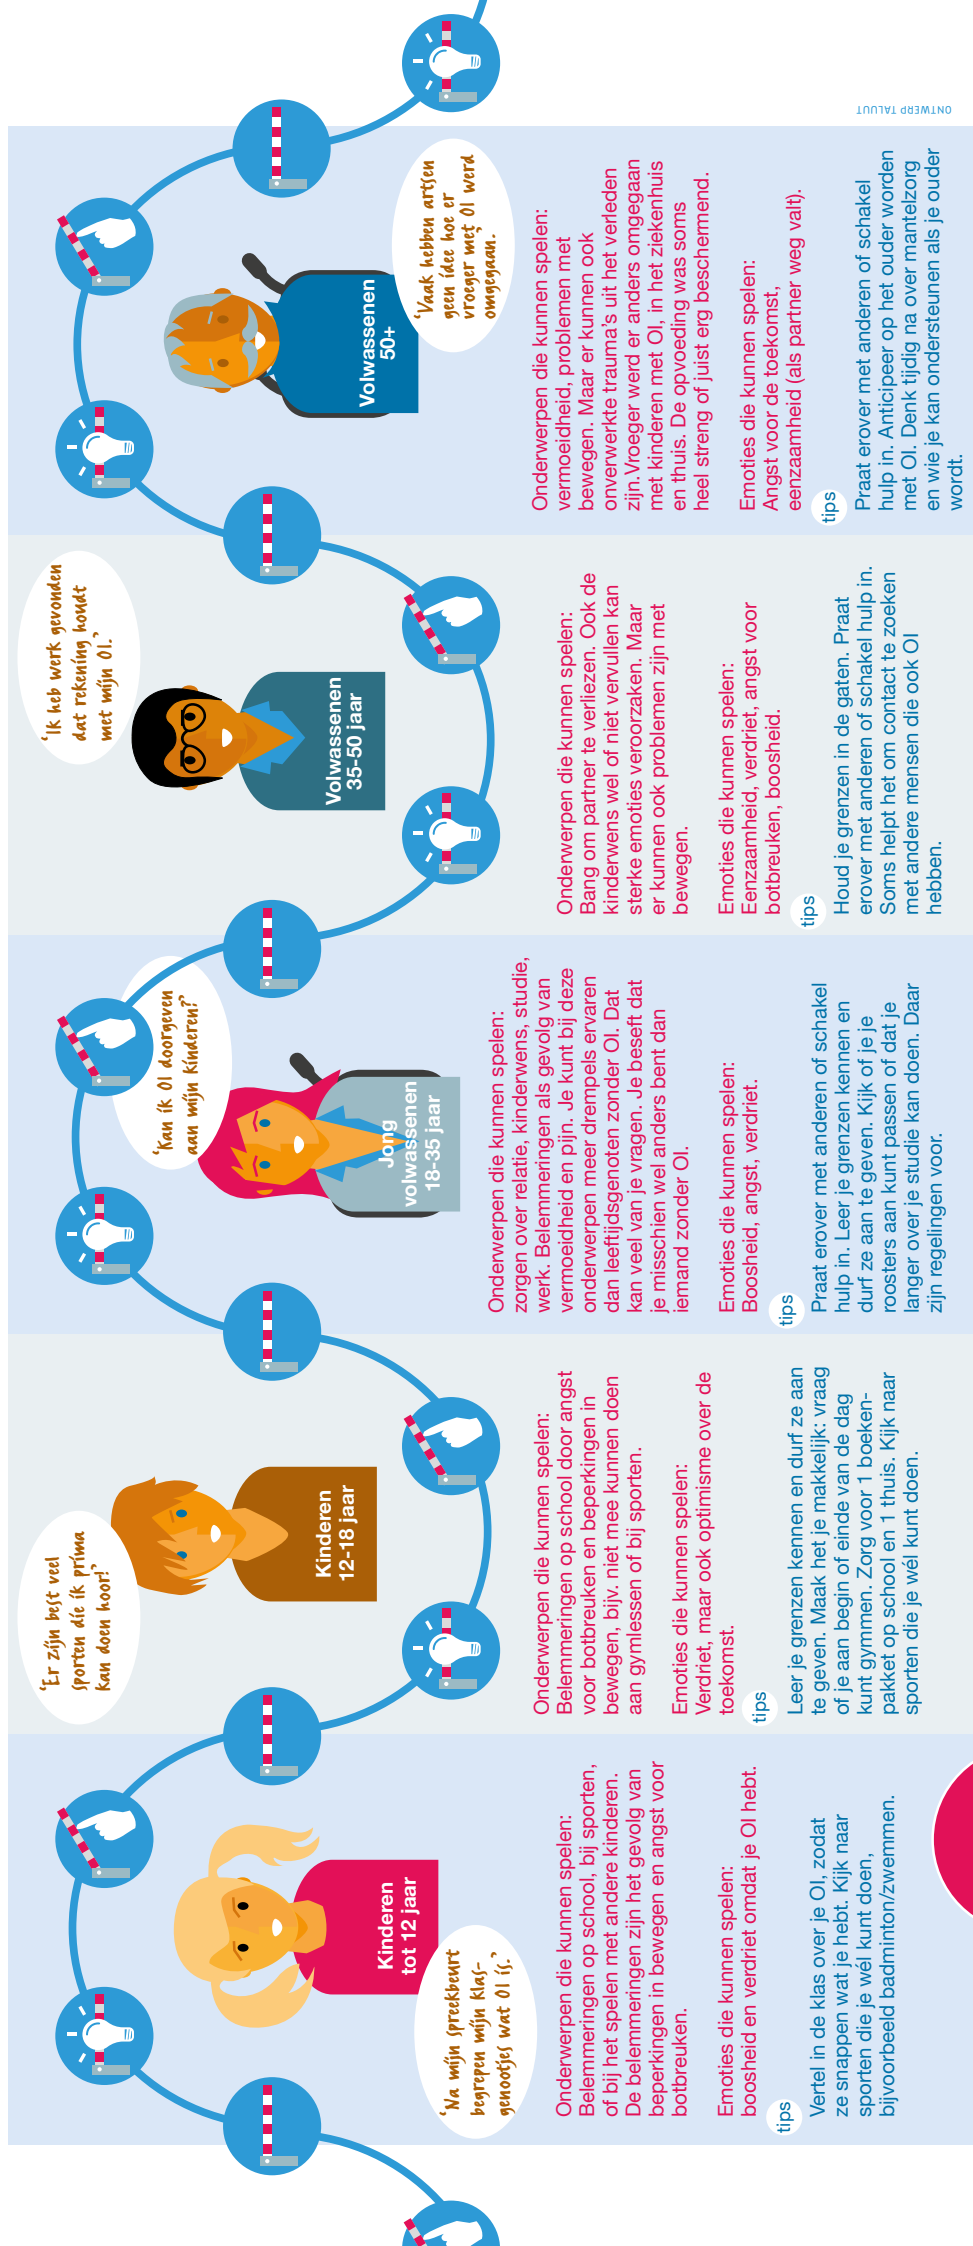 ‘Na mijn spreekbeurt
begrepen mijn klas-
genootjes wat OI is.’
Kinderen
tot 12 jaar
Onderwerpen die kunnen spelen:
Belemmeringen op school, bij sporten,
of bij het spelen met andere kinderen.
De belemmeringen zijn het gevolg van
beperkingen in bewegen en angst voor
botbreuken.
Emoties die kunnen spelen:
boosheid en verdriet omdat je OI hebt.
tips
Vertel in de klas over je OI, zodat
ze snappen wat je hebt. Kijk naar
sporten die je wél kunt doen,
bijvoorbeeld badminton/zwemmen.
‘Er zijn best veel
sporten die ik prima
kan doen hoor!’
Kinderen
12-18 jaar
Onderwerpen die kunnen spelen:
Belemmeringen op school door angst
voor botbreuken en beperkingen in
bewegen, bijv. niet mee kunnen doen
aan gymlessen of bij sporten.
Emoties die kunnen spelen:
Verdriet, maar ook optimisme over de
toekomst.
tips
Leer je grenzen kennen en durf ze aan
te geven. Maak het je makkelijk: vraag
of je aan begin of einde van de dag
kunt gymmen. Zorg voor 1 boeken-
pakket op school en 1 thuis. Kijk naar
sporten die je wél kunt doen.
‘Kan ik OI doorgeven
aan mijn kinderen?’
Jong
volwassenen
18-35 jaar
Onderwerpen die kunnen spelen:
zorgen over relatie, kinderwens, studie,
werk. Belemmeringen als gevolg van
vermoeidheid en pijn. Je kunt bij deze
onderwerpen meer drempels ervaren
dan leeftijdsgenoten zonder OI. Dat
kan veel van je vragen. Je beseft dat
je misschien wel anders bent dan
iemand zonder OI.
Emoties die kunnen spelen:
Boosheid, angst, verdriet.
tips
Praat erover met anderen of schakel
hulp in. Leer je grenzen kennen en
durf ze aan te geven. Kijk of je je
roosters aan kunt passen of dat je
langer over je studie kan doen. Daar
zijn regelingen voor.
‘Ik heb werk gevonden
dat rekening houdt
met mijn OI.’
Volwassenen
35-50 jaar
Onderwerpen die kunnen spelen:
Bang om partner te verliezen. Ook de
kinderwens wel of niet vervullen kan
sterke emoties veroorzaken. Maar
er kunnen ook problemen zijn met
bewegen.
Emoties die kunnen spelen:
Eenzaamheid, verdriet, angst voor
botbreuken, boosheid.
tips
Houd je grenzen in de gaten. Praat
erover met anderen of schakel hulp in.
Soms helpt het om contact te zoeken
met andere mensen die ook OI
hebben.
‘Vaak hebben artsen
geen idee hoe er
vroeger met OI werd
omgegaan.’
Volwassenen
50+
Onderwerpen die kunnen spelen:
vermoeidheid, problemen met
bewegen. Maar er kunnen ook
onverwerkte trauma’s uit het verleden
zijn. Vroeger werd er anders omgegaan
met kinderen met OI, in het ziekenhuis
en thuis. De opvoeding was soms
heel streng of juist erg beschermend.
Emoties die kunnen spelen:
Angst voor de toekomst,
eenzaamheid (als partner weg valt).
tips
Praat erover met anderen of schakel
hulp in. Anticipeer op het ouder worden
met OI. Denk tijdig na over mantelzorg
en wie je kan ondersteunen als je ouder
wordt.
ONTWERP TALUUT